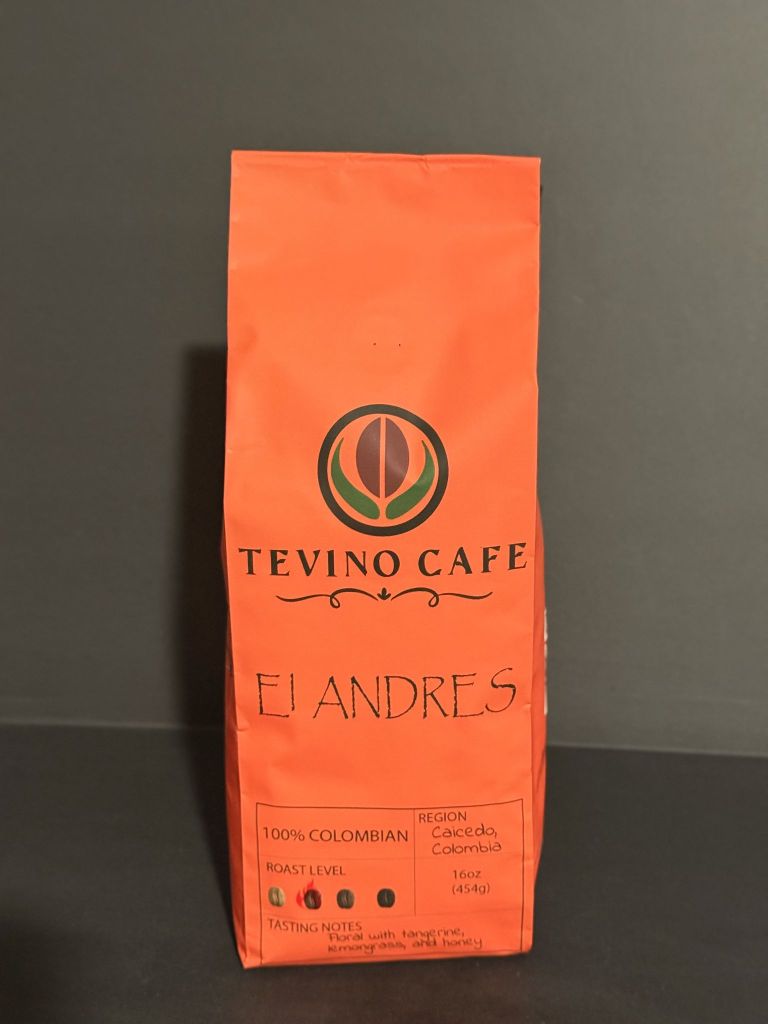 TEVINO CAFE
El ANDRES
100% COLOMBIAN
REGION
Caicedo,
Colombia
ROAST LEVEL
16oz
(454g)
TASTING NOTES
Floral with tangerine,
lemongrass, and honey